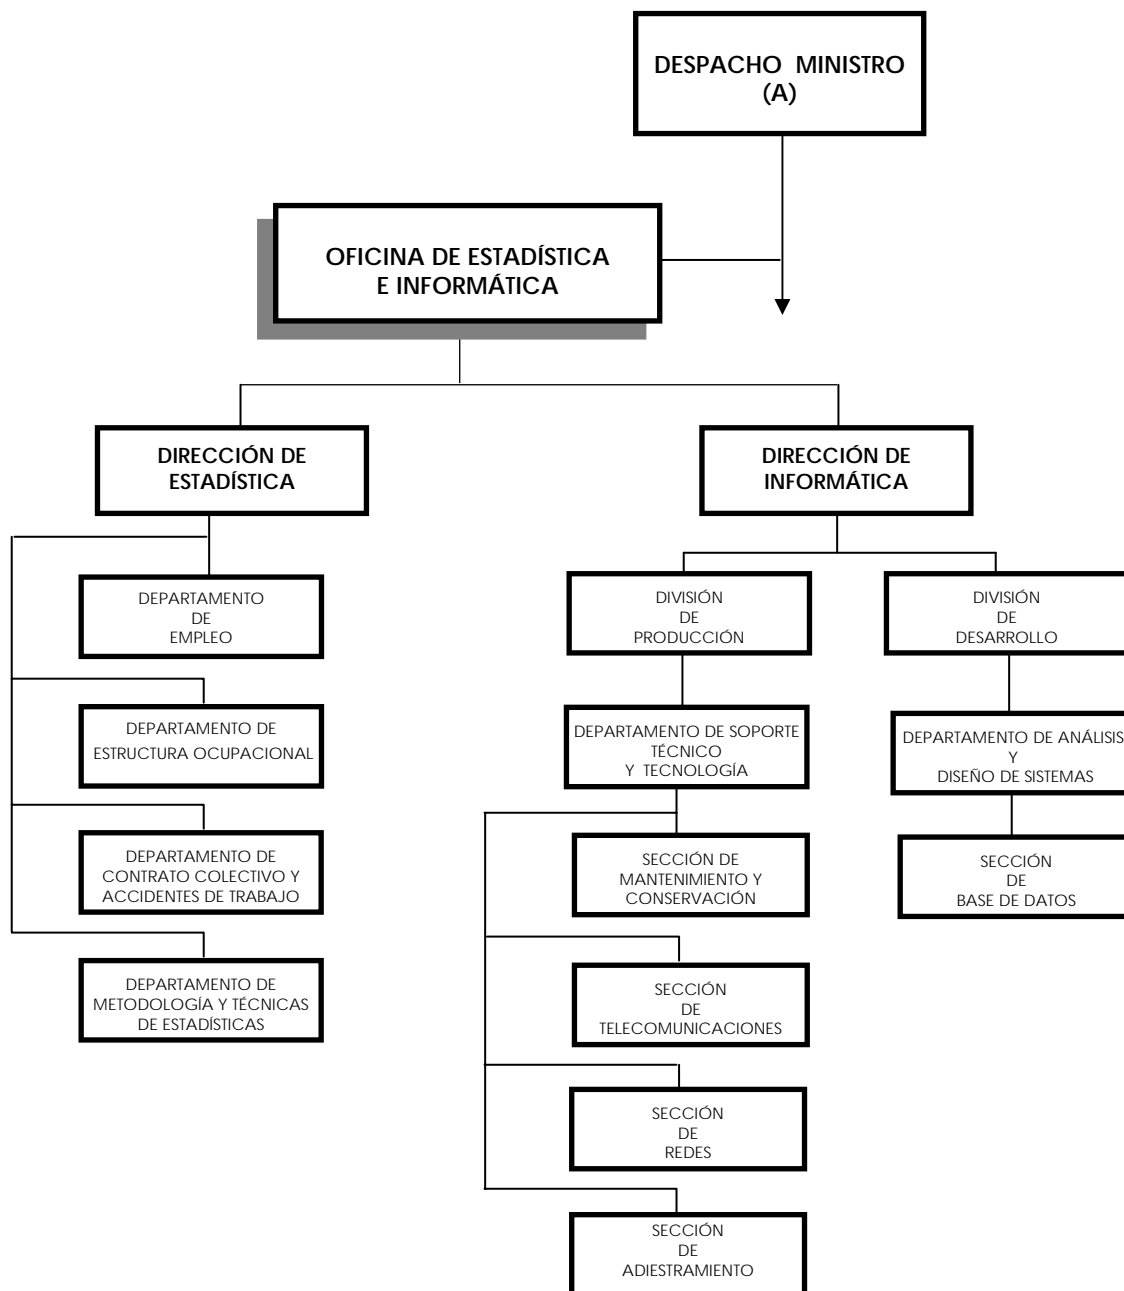 DESPACHO MINISTRO
(A)
OFICINA DE ESTADÍSTICA
E INFORMÁTICA
DIRECCIÓN DE
ESTADÍSTICA
DIRECCIÓN DE
INFORMÁTICA
DEPARTAMENTO
DE
EMPLEO
DIVISIÓN
DE
PRODUCCIÓN
DIVISIÓN
DE
DESARROLLO
DEPARTAMENTO DE
ESTRUCTURA OCUPACIONAL
DEPARTAMENTO DE SOPORTE
TÉCNICO
Y TECNOLOGÍA
DEPARTAMENTO DE ANÁLISIS
Y
DISEÑO DE SISTEMAS
DEPARTAMENTO DE
CONTRATO COLECTIVO Y
ACCIDENTES DE TRABAJO
SECCIÓN DE
MANTENIMIENTO Y
CONSERVACIÓN
SECCIÓN
DE
BASE DE DATOS
DEPARTAMENTO DE
METODOLOGÍA Y TÉCNICAS
DE ESTADÍSTICAS
SECCIÓN
DE
TELECOMUNICACIONES
SECCIÓN
DE
REDES
SECCIÓN
DE
ADIESTRAMIENTO